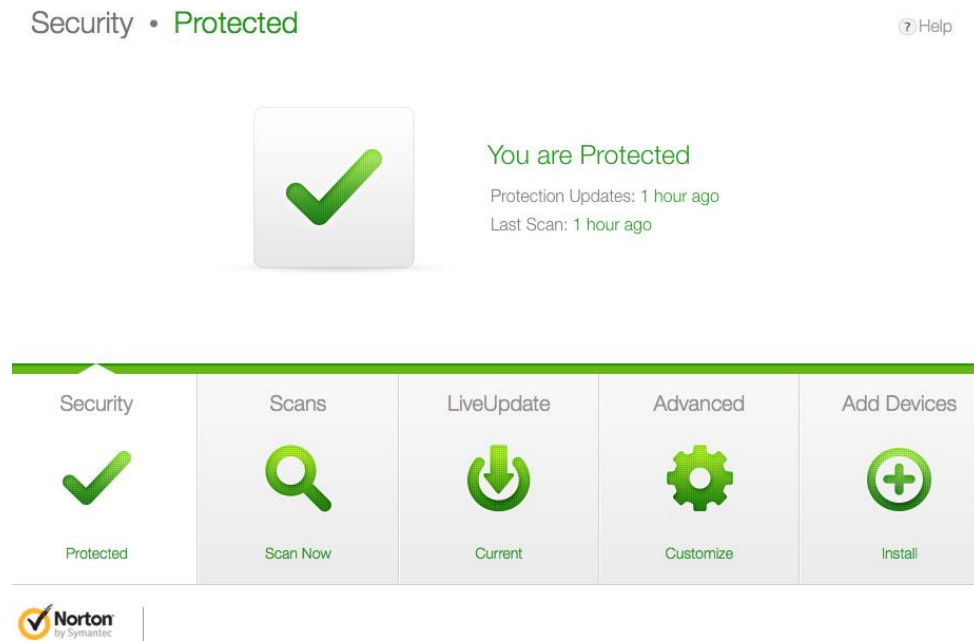 Security • Protected
? Help
You are Protected
Protection Updates: 1 hour ago
Last Scan: 1 hour ago
Security Scans LiveUpdate Advanced Add Devices
Protected Scan Now Current Customize Install
Norton
by Symantec